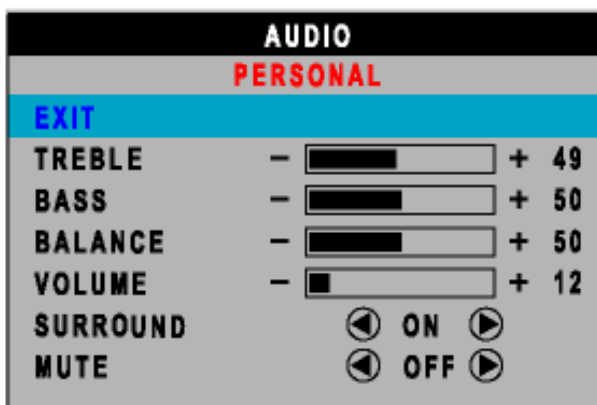 AUDIO
PERSONAL
EXIT
TREBLE - + 49
BASS - + 50
BALANCE - + 50
VOLUME - + 12
SURROUND ON
MUTE OFF